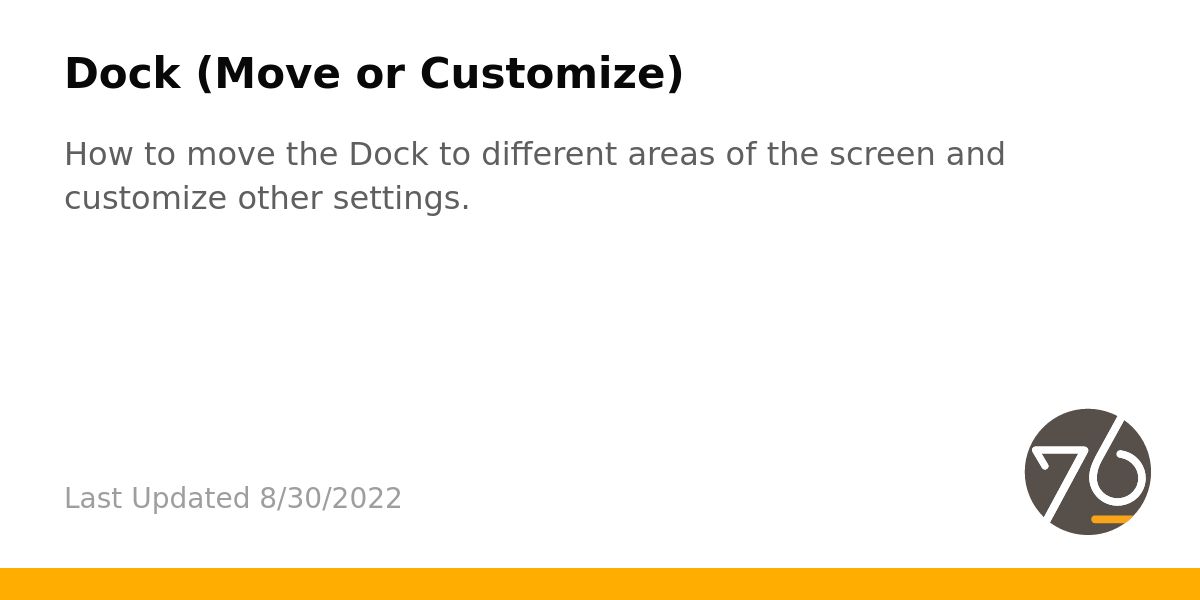 Dock (Move or Customize)
How to move the Dock to different areas of the screen and
customize other settings.
Last Updated 8/30/2022
76